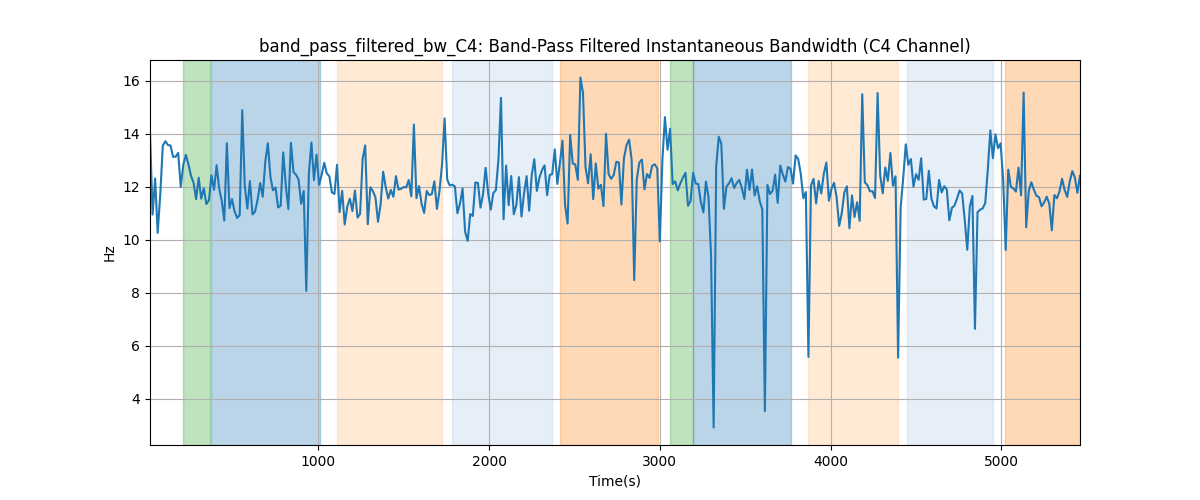 band_pass_filtered_bw_C4: Band-Pass Filtered Instantaneous Bandwidth (C4 Channel)
16
14
12
10
8
6
4
Hz
1000 2000 3000 4000 5000
Time(s)